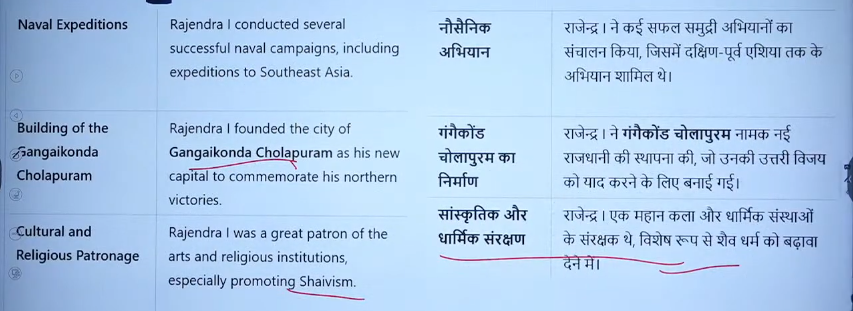 Naval Expeditions
Rajendra I conducted several
successful naval campaigns, including
expeditions to Southeast Asia.
नौसैनिक
अभियान
राजेन्द्र I ने कई सफल समुद्री अभियानों का
संचालन किया, जिसमें दक्षिण-पूर्व एशिया तक के
अभियान शामिल थे।
Building of the
Gangaikonda
Cholapuram
Rajendra I founded the city of
Gangaikonda Cholapuram as his new
capital to commemorate his northern
victories.
गंगैकोंड
चोलापुरम का
निर्माण
राजेन्द्र I ने गंगैकोंड चोलापुरम नामक नई
राजधानी की स्थापना की, जो उनकी उत्तरी विजय
को याद करने के लिए बनाई गई।
Cultural and
Religious Patronage
Rajendra I was a great patron of the
arts and religious institutions,
especially promoting Shaivism.
सांस्कृतिक और
धार्मिक संरक्षण
राजेन्द्र I एक महान कला और धार्मिक संस्थाओं
के संरक्षक थे, विशेष रूप से शैव धर्म को बढ़ावा
देने में।